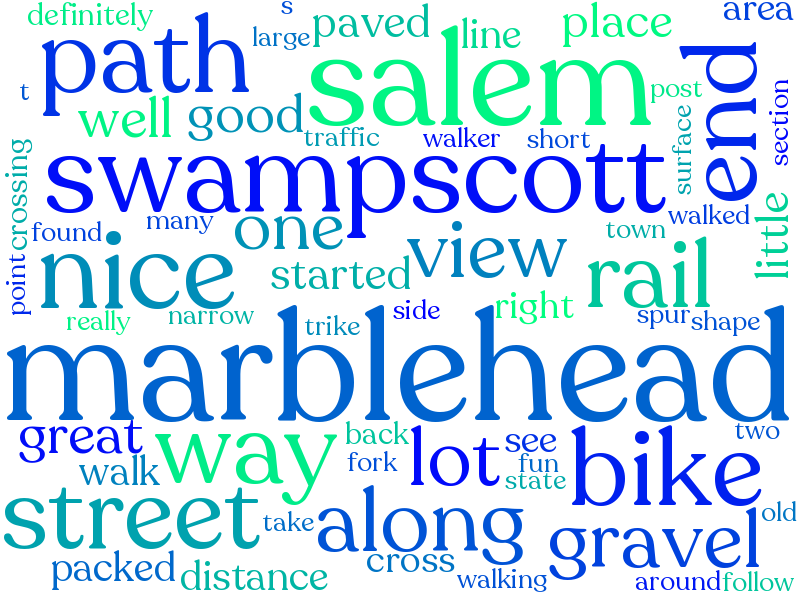 definitely
s
large
paved
line
place
area
path
salem
t
well
good
post
end
traffic
walker
short
surface
section
crossing
swampscott
found
many
one
view
walked
town
little
point
nice
started
rail
really
narrow
trike
side
right
spur
shape
marblehead
great
way
back
fork
lot
see
fun
state
bike
two
walk
street
take
along
gravel
old
packed
distance
cross
walking
around
follow